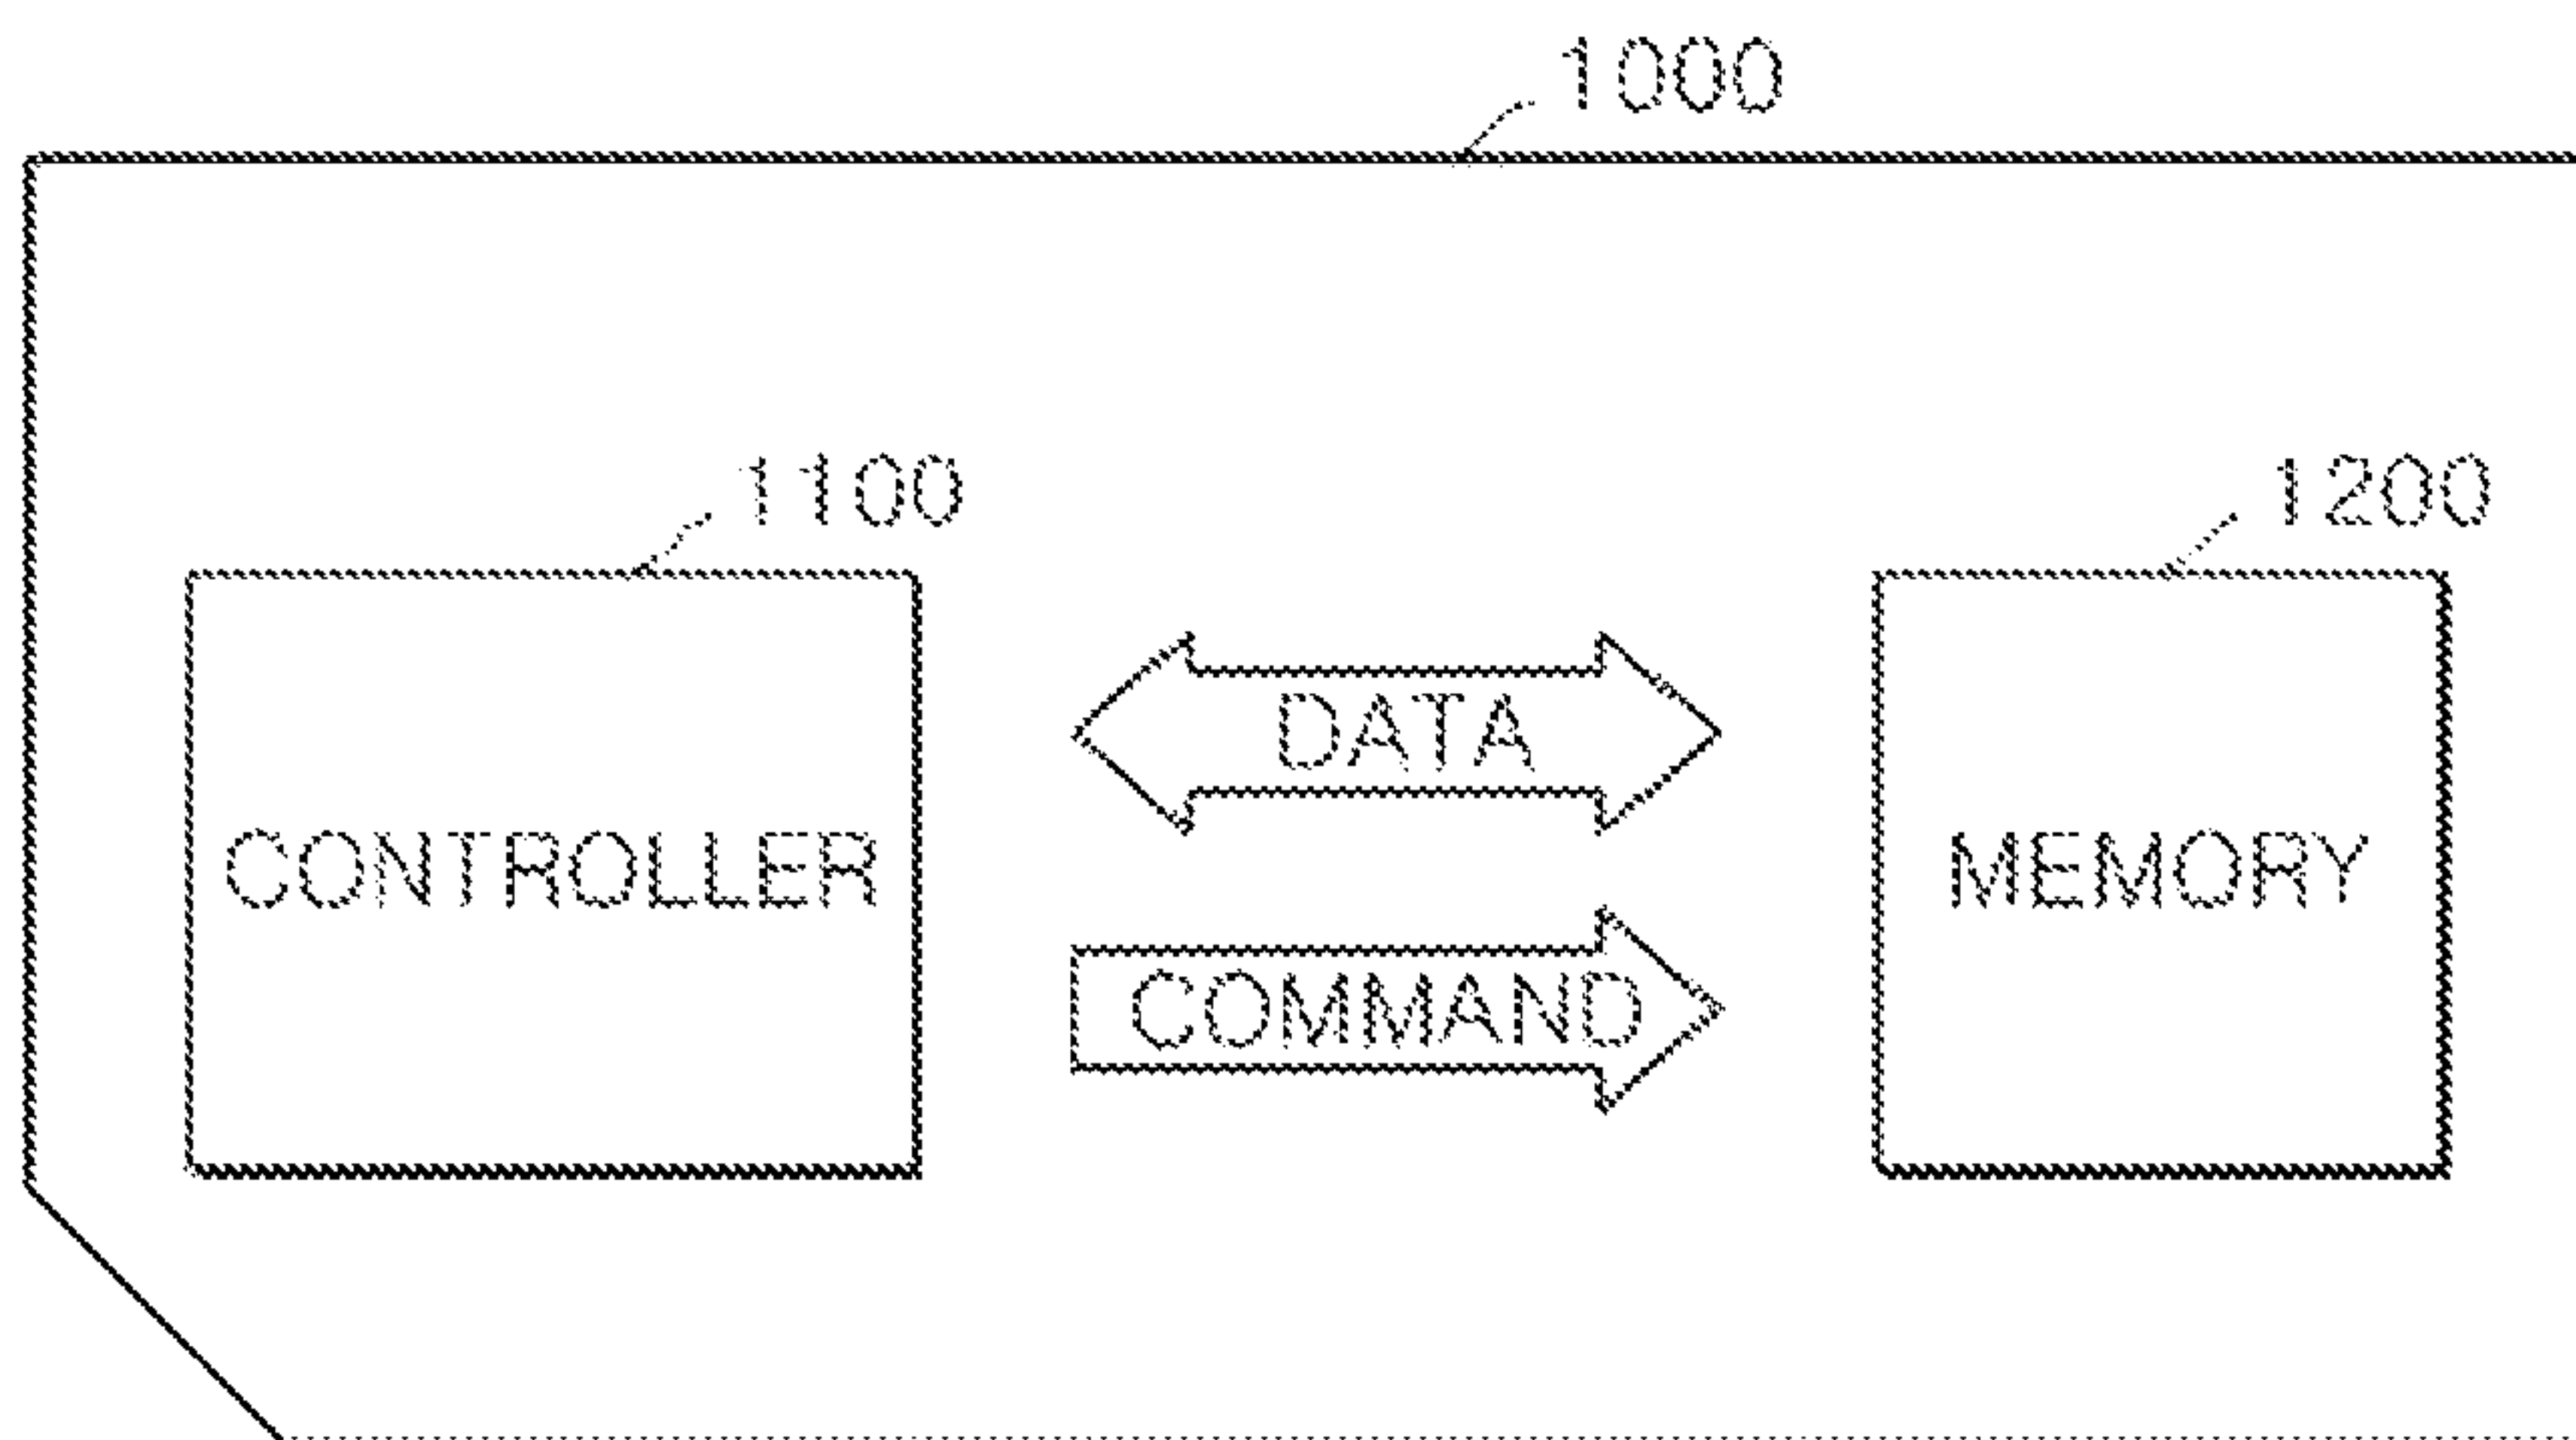 1000
1100
1200
DATA
CONTROLLER
MEMORY
COMMAND